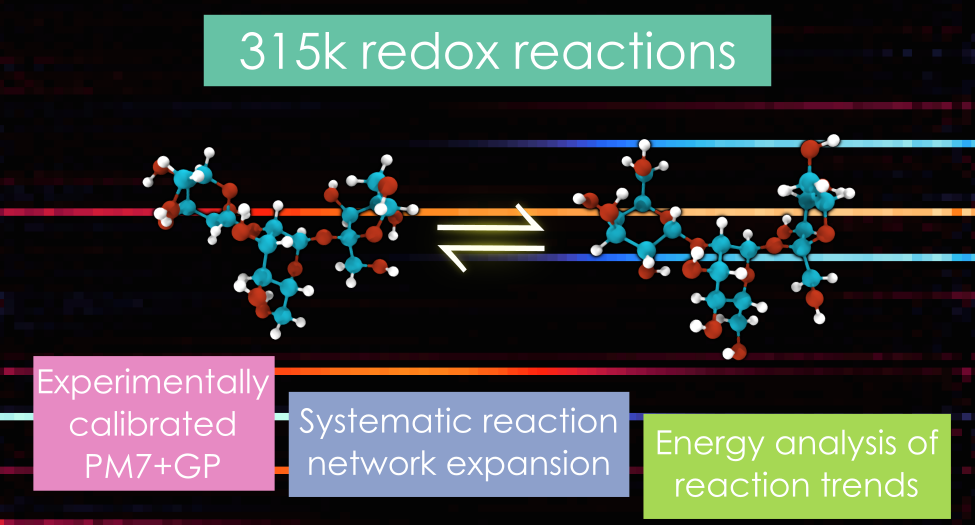 315k redox reactions
Experimentally
calibrated
PM7+GP
Systematic reaction
network expansion
Energy analysis of
reaction trends